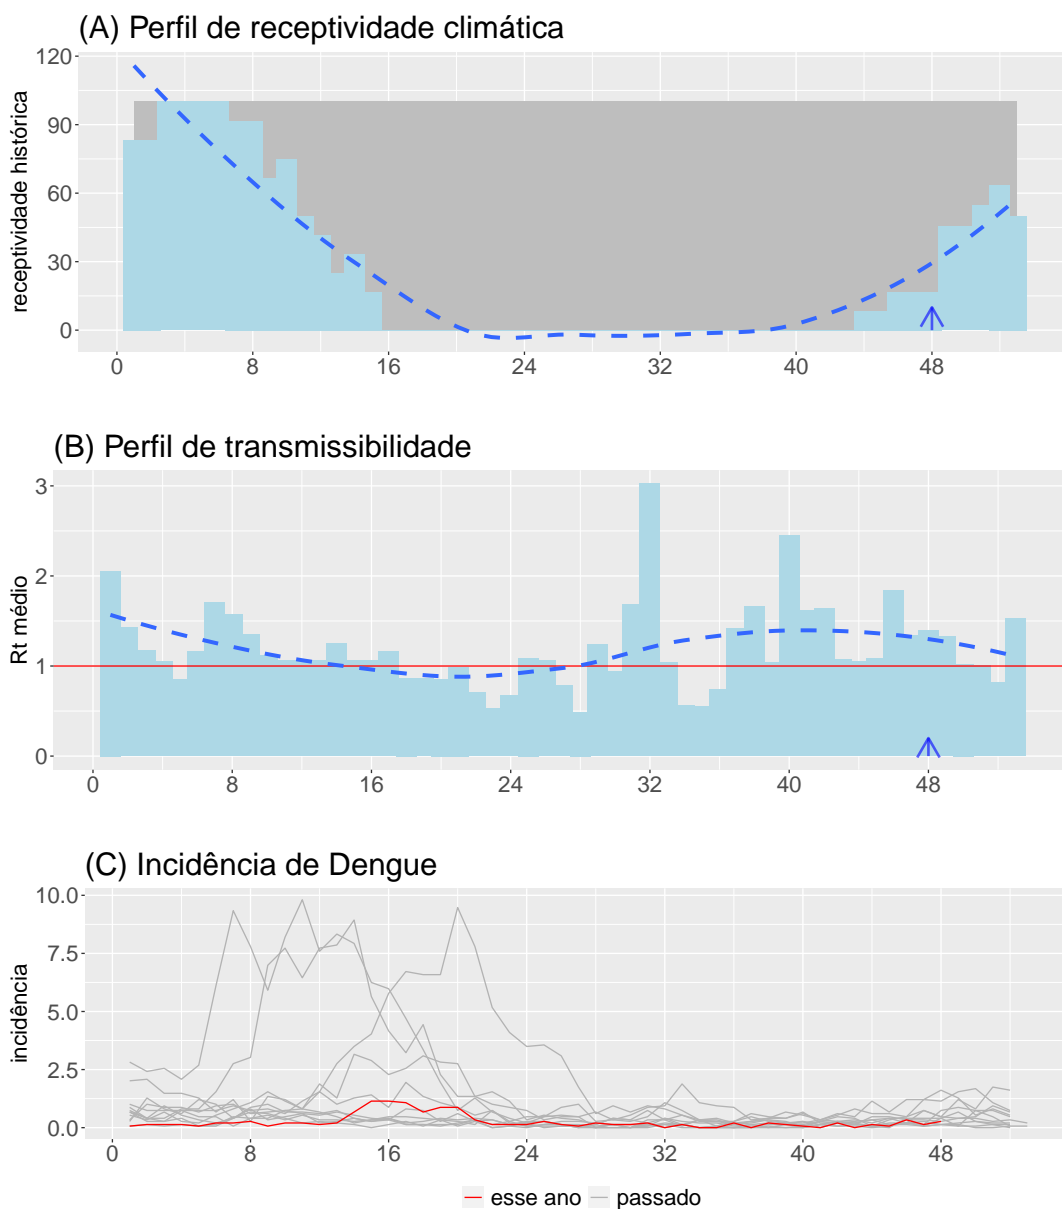 (A) Perfil de receptividade climática
receptividade histórica
120
90
60
30
0
0 8 16 24 32 40 48
(B) Perfil de transmissibilidade
Rt médio
3
2
1
0
0 8 16 24 32 40 48
(C) Incidência de Dengue
incidência
10.0
7.5
5.0
2.5
0.0
0 8 16 24 32 40 48
esse ano passado